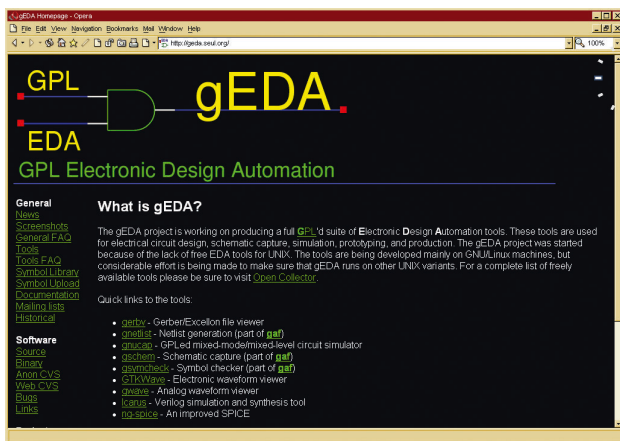 gEDA Homepage - Opera
File Edit View Navigation Bookmarks Mail Window Help
http://geda.seul.org/
100%
GPL
EDA
gEDA
GPL Electronic Design Automation
General
News
Screenshots
General FAQ
Tools
Tools FAQ
Symbol Library
Symbol Upload
Documentation
Mailing lists
Historical
Software
Source
Binary
Anon CVS
Web CVS
Bugs
Links
What is gEDA?
The gEDA project is working on producing a full GPL'd suite of Electronic Design Automation tools. These tools are used
for electrical circuit design, schematic capture, simulation, prototyping, and production. The gEDA project was started
because of the lack of free EDA tools for UNIX. The tools are being developed mainly on GNU/Linux machines, but
considerable effort is being made to make sure that gEDA runs on other UNIX variants. For a complete list of freely
available tools please be sure to visit Open Collector.
Quick links to the tools:
• gerbv - Gerber/Excellon file viewer
• gnetlist - Netlist generation (part of gaf)
• gnucap - GPLed mixed-mode/mixed-level circuit simulator
• gschem - Schematic capture (part of gaf)
• gsymcheck - Symbol checker (part of gaf)
• GTKWave - Electronic waveform viewer
• gwave - Analog waveform viewer
• Icarus - Verilog simulation and synthesis tool
• ng-spice - An improved SPICE